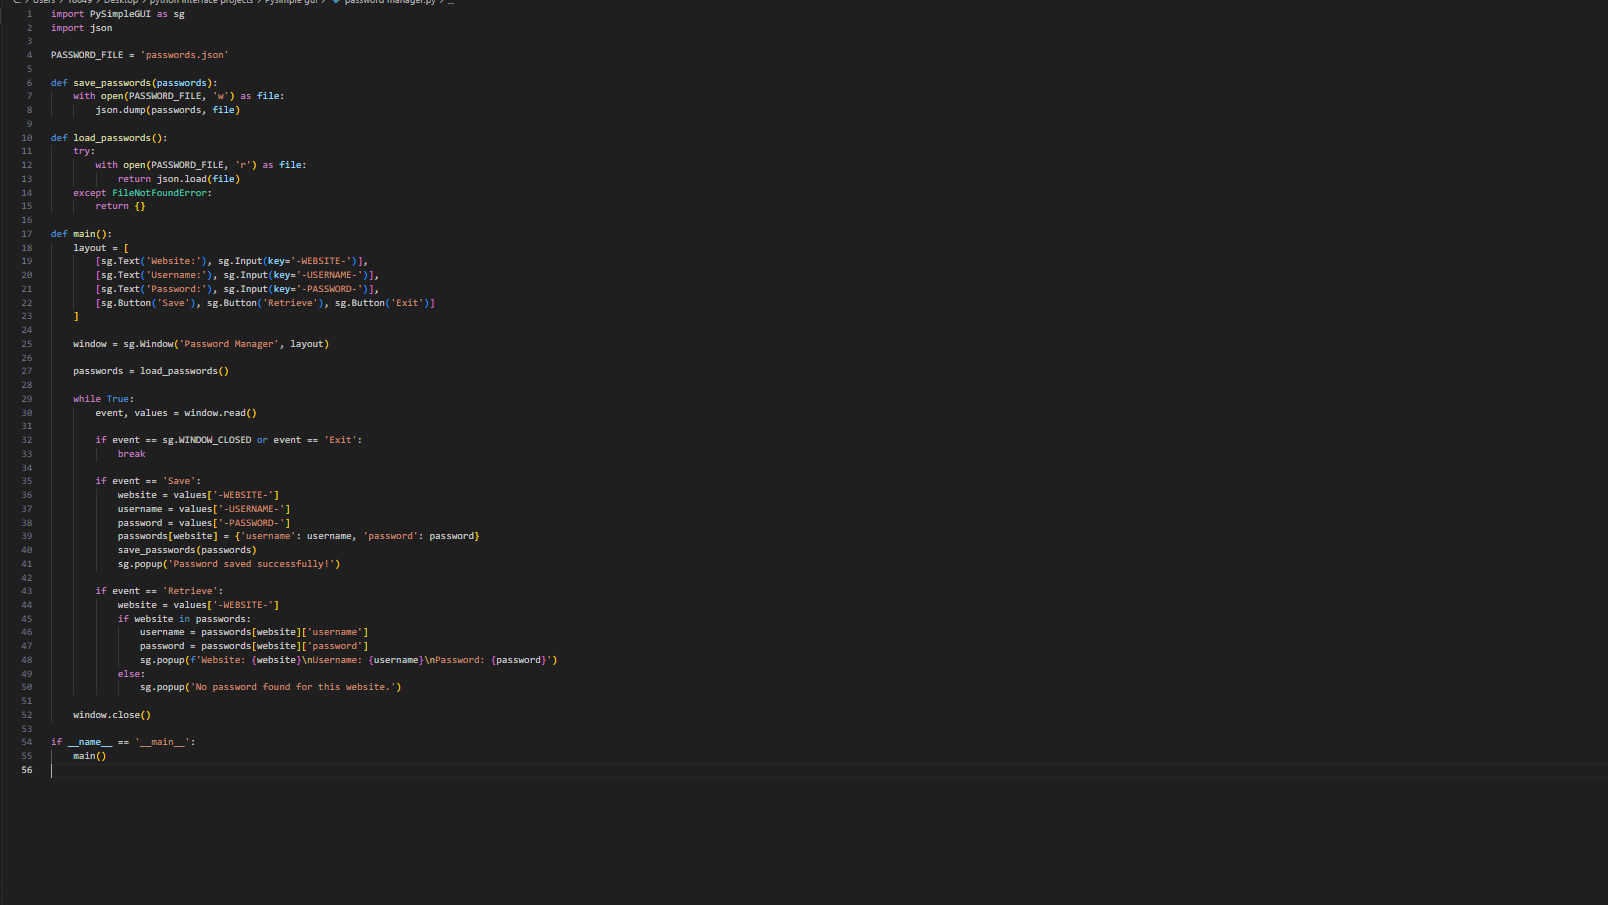 Users > 16649 > Desktop > python interface projects > Pysimple gui > password manager.py > ...
1 import PySimpleGUI as sg
2 import json
3
4 PASSWORD_FILE = 'passwords.json'
5
6 def save_passwords(passwords):
7     with open(PASSWORD_FILE, 'w') as file:
8         json.dump(passwords, file)
9
10 def load_passwords():
11     try:
12         with open(PASSWORD_FILE, 'r') as file:
13             return json.load(file)
14     except FileNotFoundError:
15         return {}
16
17 def main():
18     layout = [
19         [sg.Text('Website:'), sg.Input(key='-WEBSITE-')],
20         [sg.Text('Username:'), sg.Input(key='-USERNAME-')],
21         [sg.Text('Password:'), sg.Input(key='-PASSWORD-')],
22         [sg.Button('Save'), sg.Button('Retrieve'), sg.Button('Exit')]
23     ]
24
25     window = sg.Window('Password Manager', layout)
26
27     passwords = load_passwords()
28
29     while True:
30         event, values = window.read()
31
32         if event == sg.WINDOW_CLOSED or event == 'Exit':
33             break
34
35         if event == 'Save':
36             website = values['-WEBSITE-']
37             username = values['-USERNAME-']
38             password = values['-PASSWORD-']
39             passwords[website] = {'username': username, 'password': password}
40             save_passwords(passwords)
41             sg.popup('Password saved successfully!')
42
43         if event == 'Retrieve':
44             website = values['-WEBSITE-']
45             if website in passwords:
46                 username = passwords[website]['username']
47                 password = passwords[website]['password']
48                 sg.popup(f'Website: {website}\nUsername: {username}\nPassword: {password}')
49             else:
50                 sg.popup('No password found for this website.')
51
52     window.close()
53
54 if __name__ == '__main__':
55     main()
56